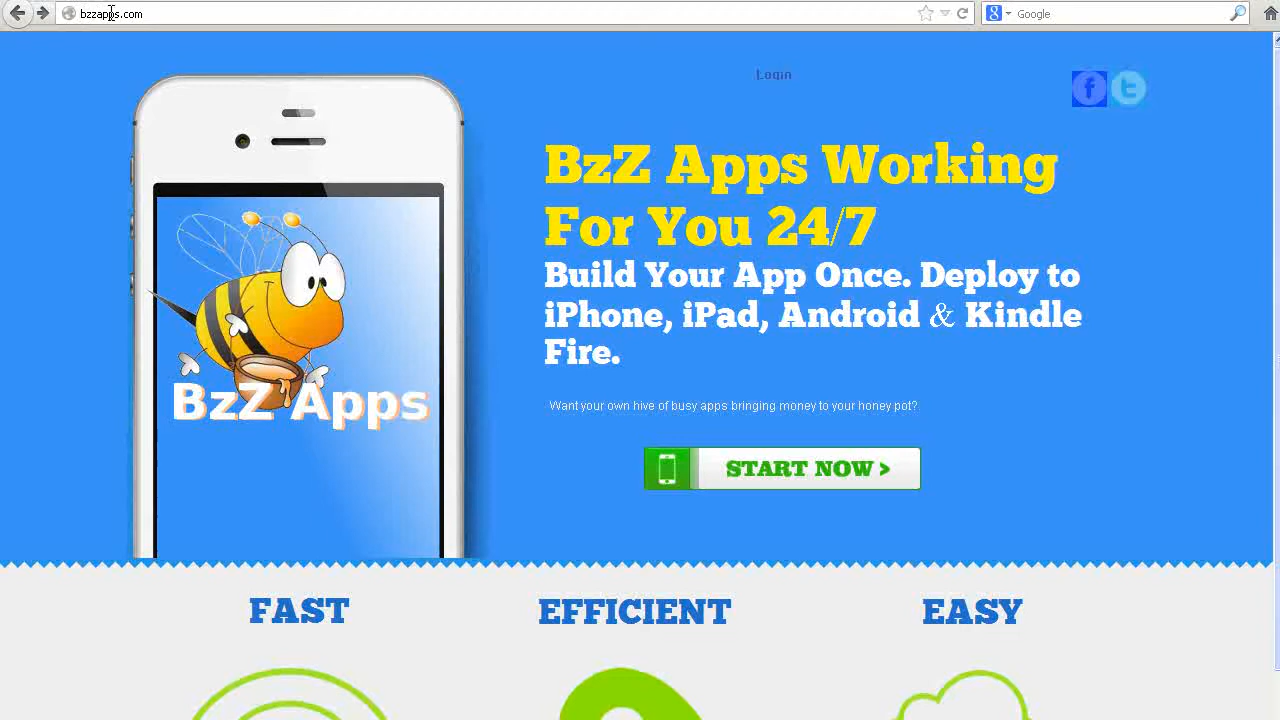 bzzapps.com
Google
Login
BzZ Apps Working
For You 24/7
Build Your App Once. Deploy to
iPhone, iPad, Android & Kindle
Fire.
BzZ Apps
Want your own hive of busy apps bringing money to your honey pot?
START NOW >
FAST
EFFICIENT
EASY